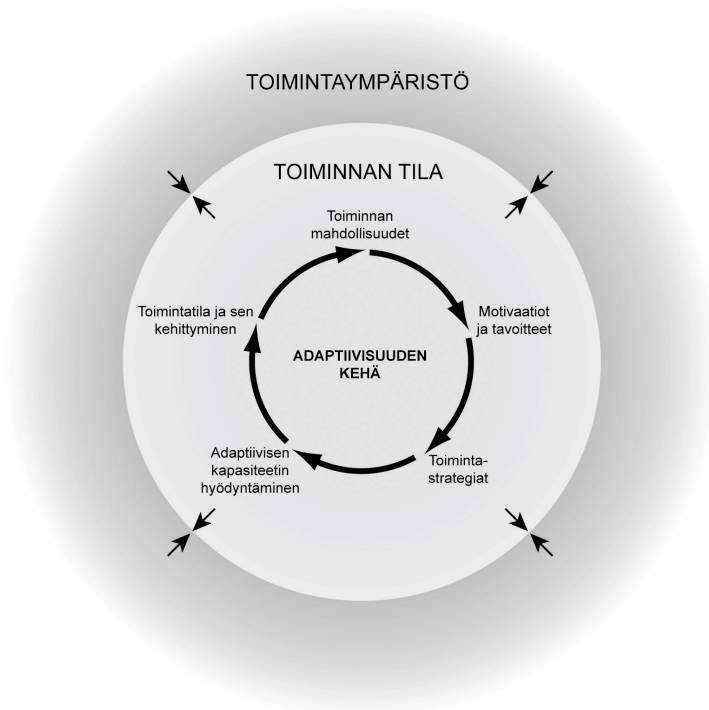 TOIMINTAYMPÄRISTÖ
TOIMINNAN TILA
Toiminnan
mahdollisuudet
Motivaatiot
ja tavoitteet
Toiminta-
strategiat
Adaptiivisen
kapasiteetin
hyödyntäminen
Toimintatila ja sen
kehittyminen
ADAPTIIVISUUDEN
KEHÄ